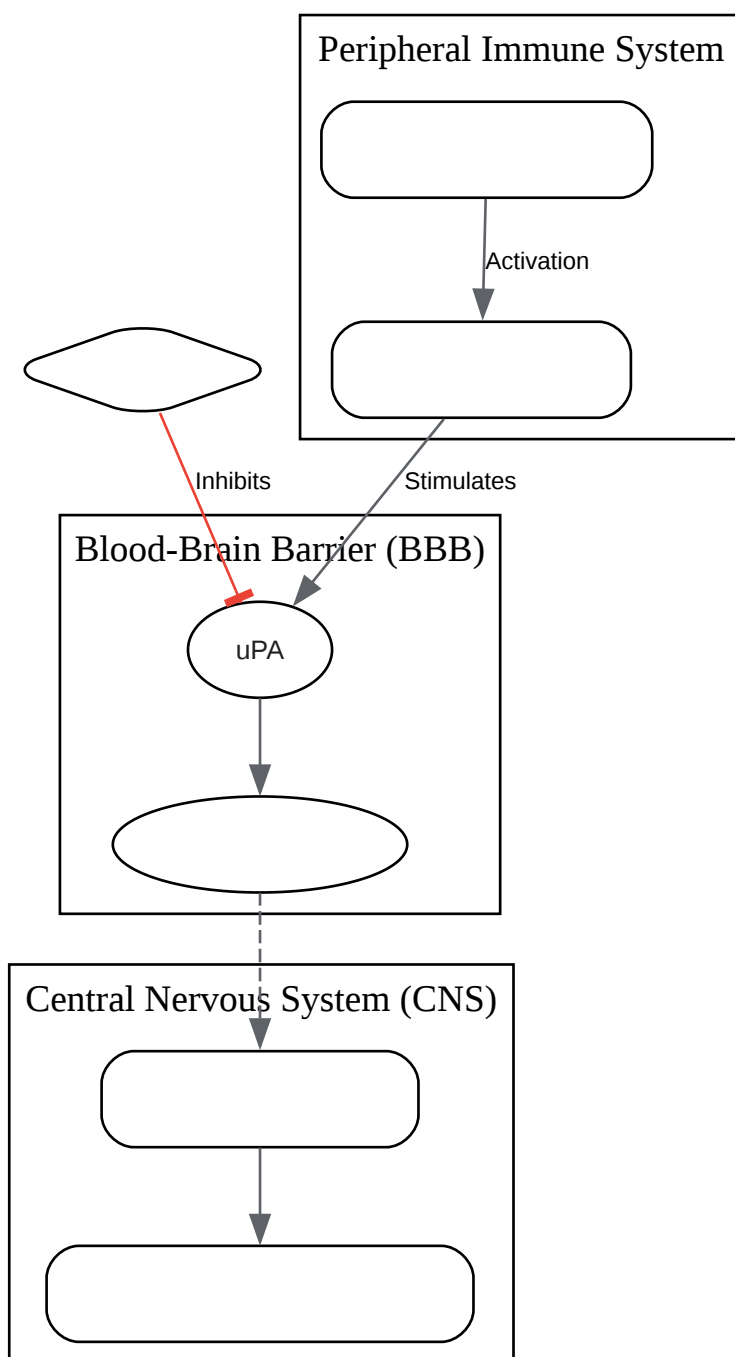 Peripheral Immune System
Activation
Inhibits
Stimulates
Blood-Brain Barrier (BBB)
uPA
Central Nervous System (CNS)